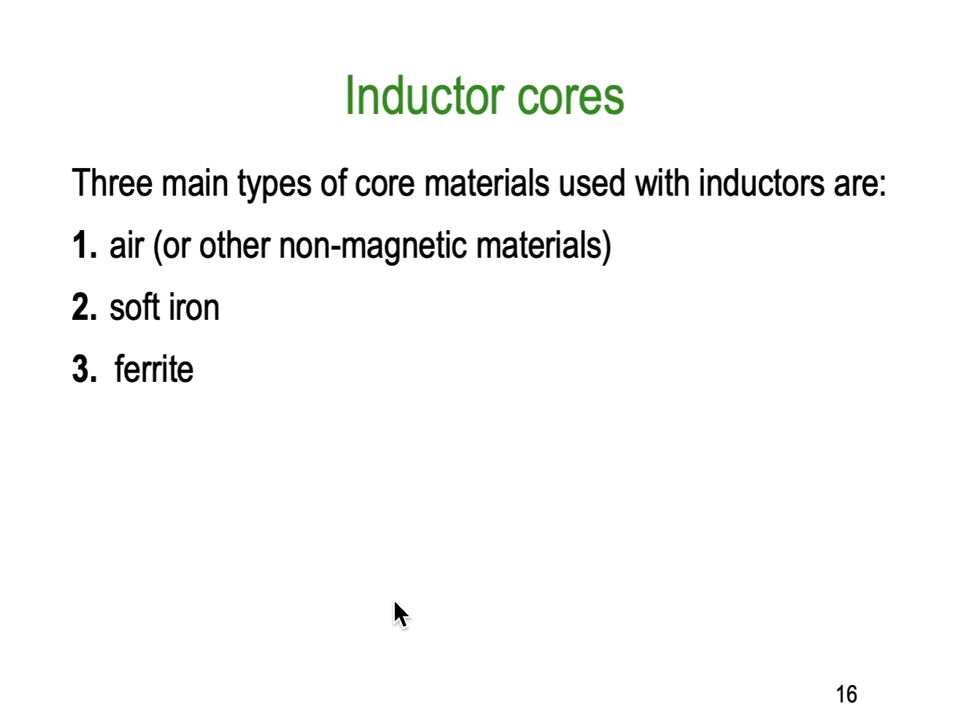 Inductor cores
Three main types of core materials used with inductors are:
1. air (or other non-magnetic materials)
2. soft iron
3. ferrite
16